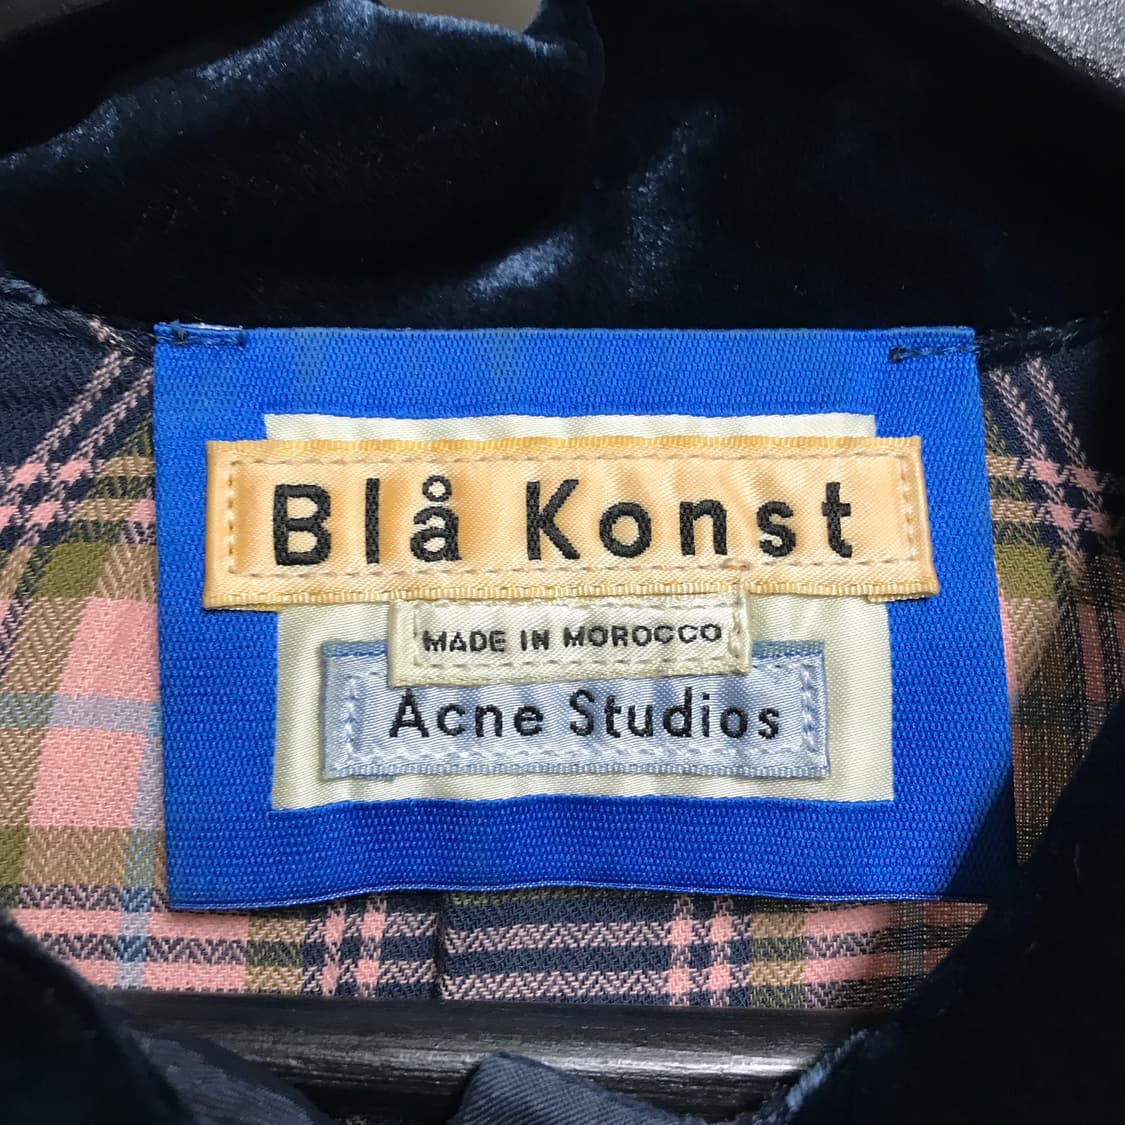 Blå Konst
MADE IN MOROCCO
Acne Studios